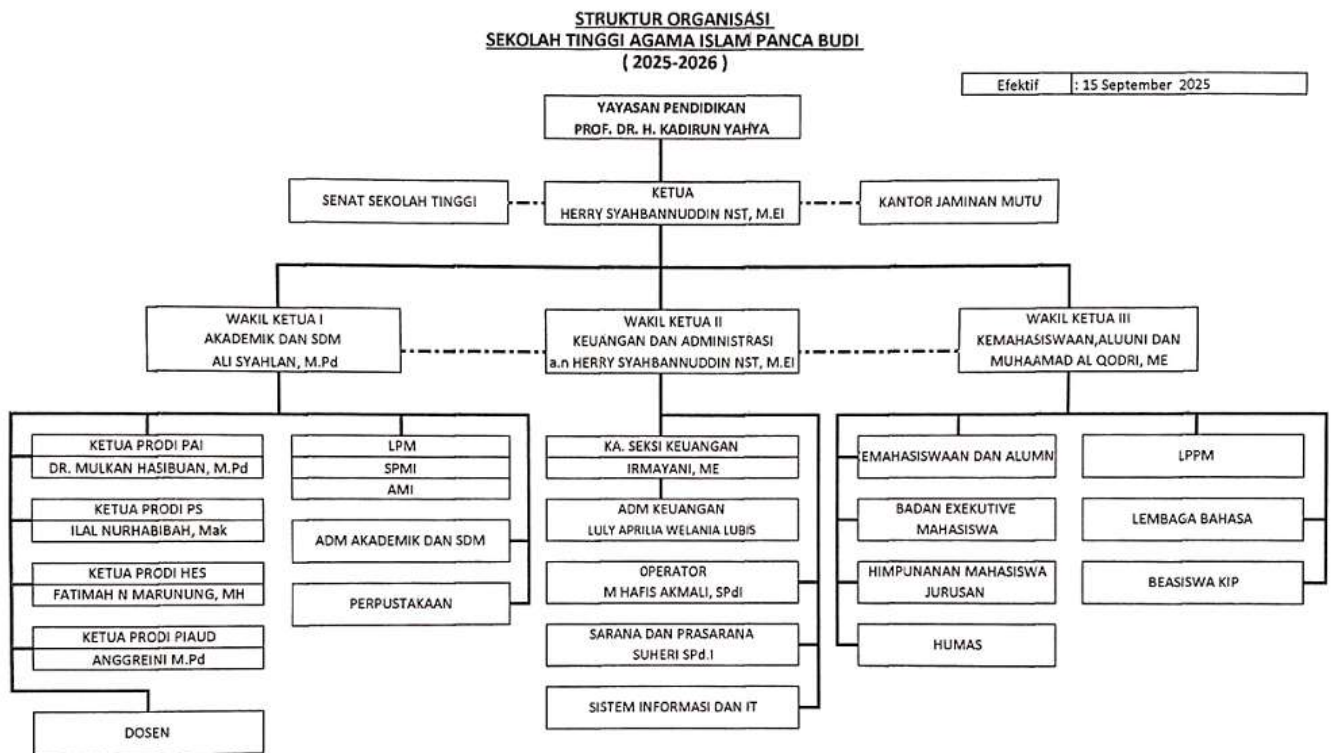 STRUKTUR ORGANISASI
SEKOLAH TINGGI AGAMA ISLAM PANCA BUDI
( 2025-2026 )
Efektif : 15 September 2025
YAYASAN PENDIDIKAN
PROF. DR. H. KADIRUN YAHYA
SENAT SEKOLAH TINGGI
KETUA
HERRY SYAHBANNUDDIN NST, M.EI
KANTOR JAMINAN MUTU
WAKIL KETUA I
AKADEMIK DAN SDM
ALI SYAHLAN, M.Pd
WAKIL KETUA II
KEUANGAN DAN ADMINISTRASI
a.n HERRY SYAHBANNUDDIN NST, M.EI
WAKIL KETUA III
KEMAHASISWAAN,ALUUNI DAN
MUHAAMAD AL QODRI, ME
KETUA PRODI PAI
DR. MULKAN HASIBUAN, M.Pd
KETUA PRODI PS
ILAL NURHABIBAH, Mak
KETUA PRODI HES
FATIMAH N MARUNUNG, MH
KETUA PRODI PIAUD
ANGGREINI M.Pd
DOSEN
LPM
SPMI
AMI
ADM AKADEMIK DAN SDM
PERPUSTAKAAN
KA. SEKSI KEUANGAN
IRMAYANI, ME
ADM KEUANGAN
LULY APRILIA WELANIA LUBIS
OPERATOR
M HAFIS AKMALI, SPdI
SARANA DAN PRASARANA
SUHERI SPd.I
SISTEM INFORMASI DAN IT
EMAHASISWAAN DAN ALUMN
BADAN EXEKUTIVE
MAHASISWA
HIMPUNANAN MAHASISWA
JURUSAN
HUMAS
LPPM
LEMBAGA BAHASA
BEASISWA KIP